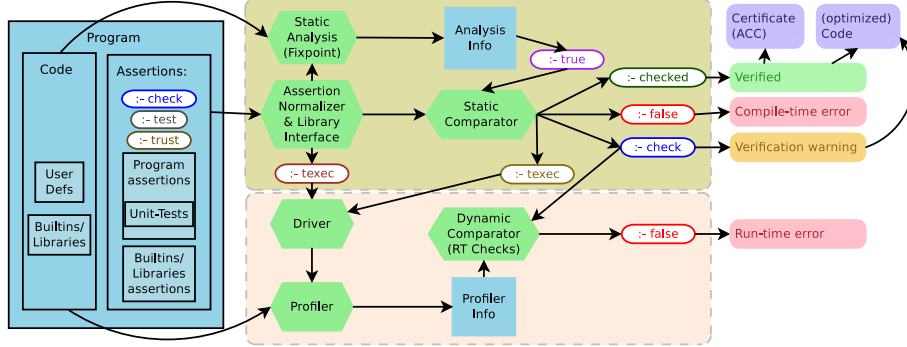 Program
Code
User
Defs
Builtins/
Libraries
Assertions:
:- check
:- test
:- trust
Program
assertions
Unit-Tests
Builtins/
Libraries
assertions
Static
Analysis
(Fixpoint)
Analysis
Info
:- true
Assertion
Normalizer
& Library
Interface
Static
Comparator
:- checked
:- false
:- check
:- texec
:- texec
Driver
Dynamic
Comparator
(RT Checks)
:- false
Profiler
Profiler
Info
Certificate
(ACC)
(optimized)
Code
Verified
Compile-time error
Verification warning
Run-time error